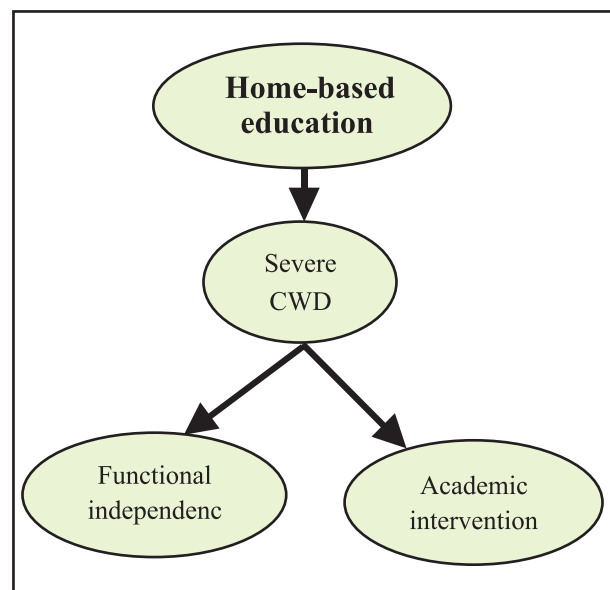 Home-based
education
Severe
CWD
Functional
independenc
Academic
intervention